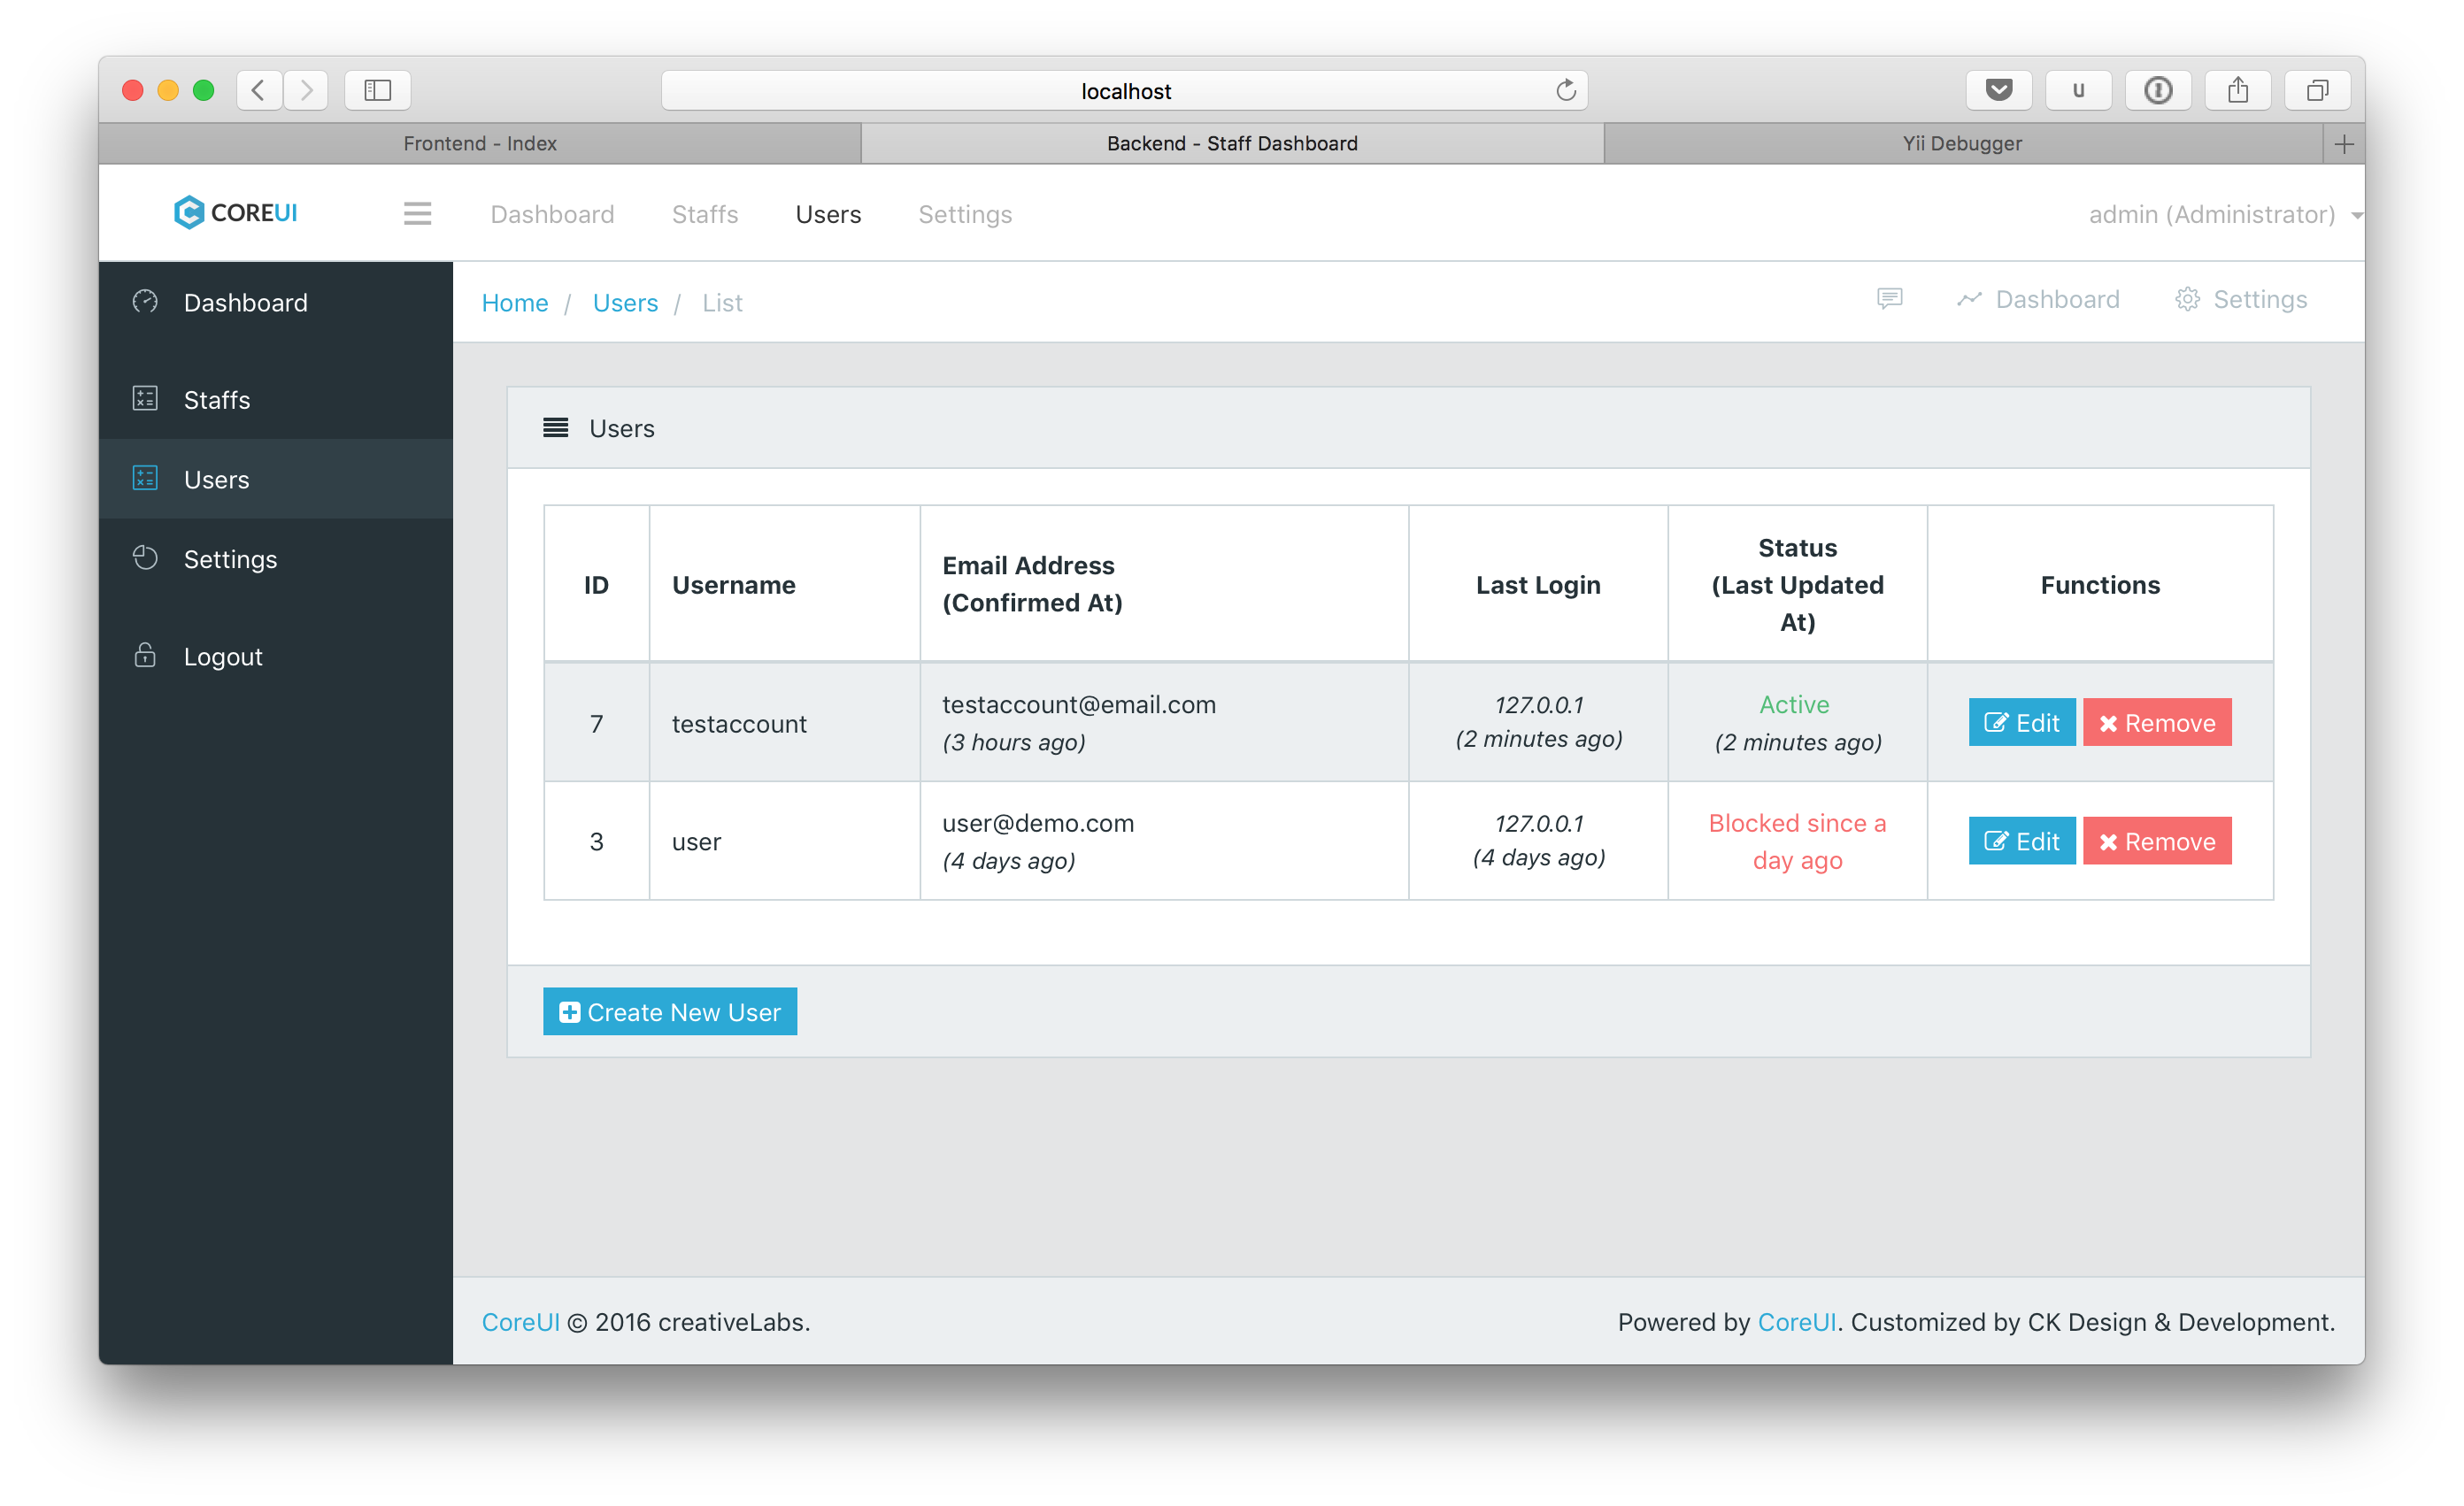 localhost
U
Frontend - Index
Backend - Staff Dashboard
Yii Debugger
COREUI
Dashboard
Staffs
Users
Settings
admin (Administrator)
Dashboard
Staffs
Users
Settings
Logout
Home / Users / List
Dashboard
Settings
Users
ID
Username
Email Address
(Confirmed At)
Last Login
Status
(Last Updated
At)
Functions
7
testaccount
testaccount@email.com
(3 hours ago)
127.0.0.1
(2 minutes ago)
Active
(2 minutes ago)
Edit
Remove
3
user
user@demo.com
(4 days ago)
127.0.0.1
(4 days ago)
Blocked since a
day ago
Edit
Remove
Create New User
CoreUI © 2016 creativeLabs.
Powered by CoreUI. Customized by CK Design & Development.